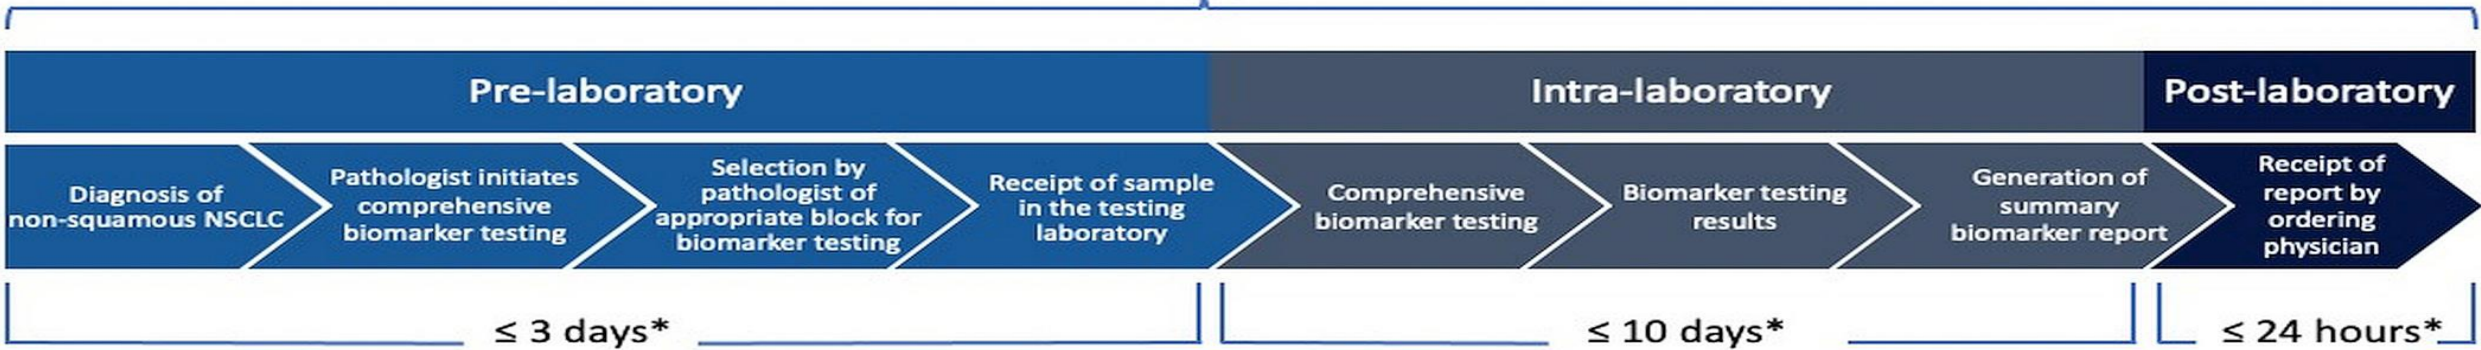 Pre-laboratory
Intra-laboratory
Post-laboratory
Diagnosis of
non-squamous NSCLC
Pathologist initiates
comprehensive
biomarker testing
Selection by
pathologist of
appropriate block for
biomarker testing
Receipt of sample
in the testing
laboratory
Comprehensive
biomarker testing
Biomarker testing
results
Generation of
summary
biomarker report
Receipt of
report by
ordering
physician
≤ 3 days*
≤ 10 days*
≤ 24 hours*